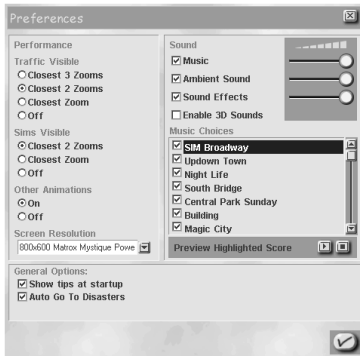 Preferences
Performance
Traffic Visible
Closest 3 Zooms
Closest 2 Zooms
Closest Zoom
Off
Sims Visible
Closest 2 Zooms
Closest Zoom
Off
Other Animations
On
Off
Screen Resolution
800x600 Matrox Mystique Powe
Sound
Music
Ambient Sound
Sound Effects
Enable 3D Sounds
Music Choices
SIM Broadway
Updown Town
Night Life
South Bridge
Central Park Sunday
Building
Magic City
Preview Highlighted Score
General Options:
Show tips at startup
Auto Go To Disasters